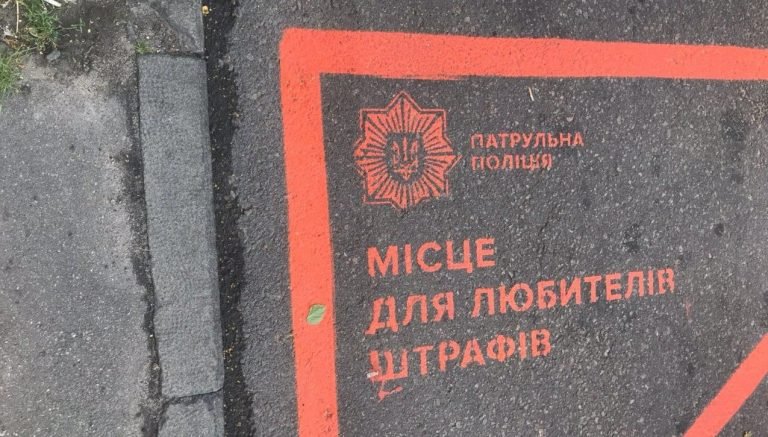 ПАТРУЛЬНА
ПОЛІЦІЯ
МІСЦЕ
ДЛЯ ЛЮБИТЕЛІВ
ШТРАФІВ